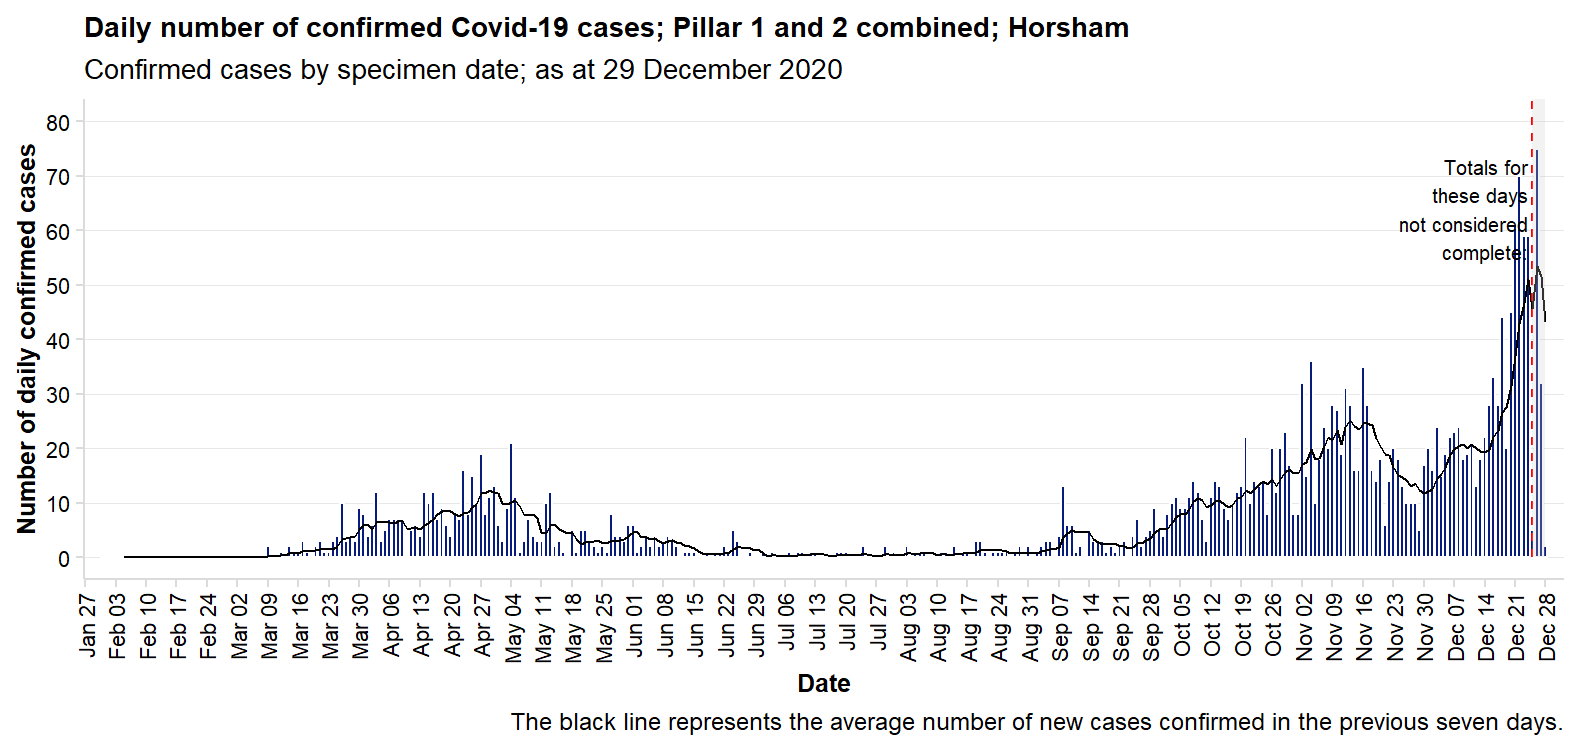 Daily number of confirmed Covid-19 cases; Pillar 1 and 2 combined; Horsham
Confirmed cases by specimen date; as at 29 December 2020
Number of daily confirmed cases
80
70
60
50
40
30
20
10
0
Totals for
these days
not considered
complete.
Jan 27
Feb 03
Feb 10
Feb 17
Feb 24
Mar 02
Mar 09
Mar 16
Mar 23
Mar 30
Apr 06
Apr 13
Apr 20
Apr 27
May 04
May 11
May 18
May 25
Jun 01
Jun 08
Jun 15
Jun 22
Jun 29
Jul 06
Jul 13
Jul 20
Jul 27
Aug 03
Aug 10
Aug 17
Aug 24
Aug 31
Sep 07
Sep 14
Sep 21
Sep 28
Oct 05
Oct 12
Oct 19
Oct 26
Nov 02
Nov 09
Nov 16
Nov 23
Nov 30
Dec 07
Dec 14
Dec 21
Dec 28
Date
The black line represents the average number of new cases confirmed in the previous seven days.